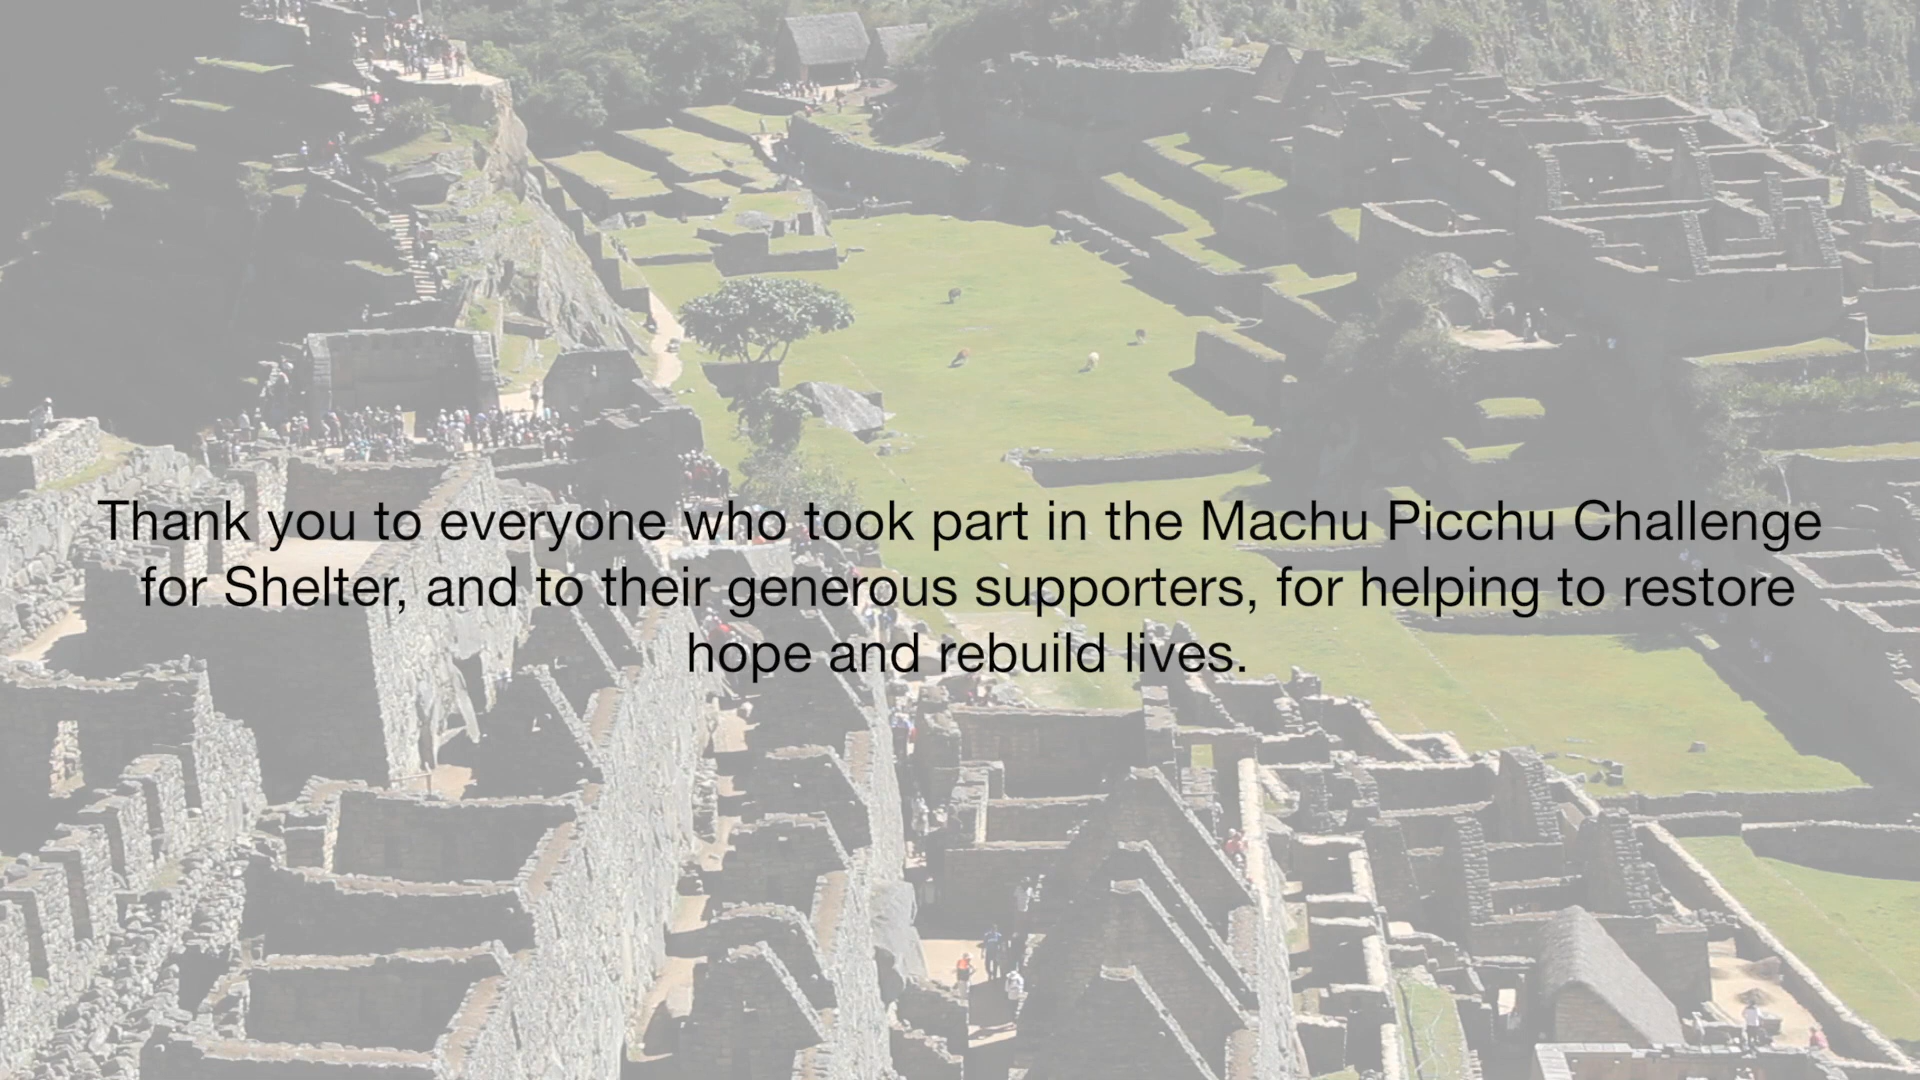 Thank you to everyone who took part in the Machu Picchu Challenge
for Shelter, and to their generous supporters, for helping to restore
hope and rebuild lives.